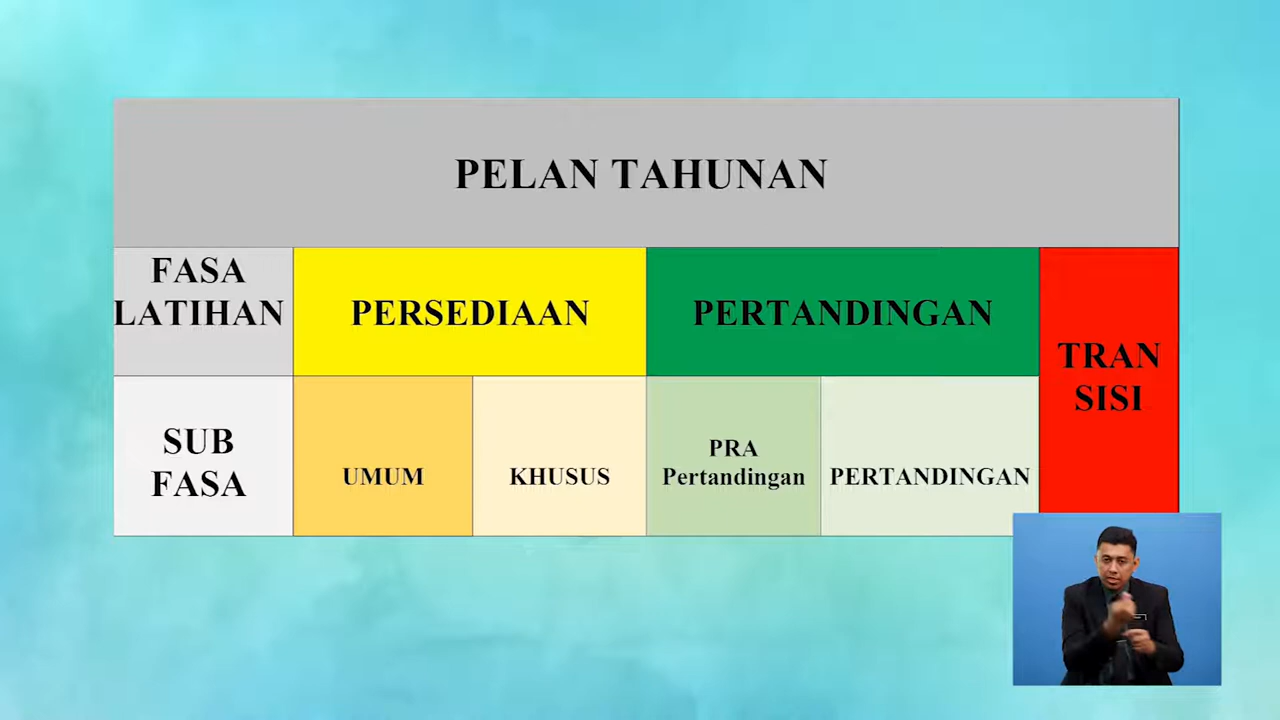 PELAN TAHUNAN
FASA
LATIHAN
PERSEDIAAN
PERTANDINGAN
TRAN
SISI
SUB
FASA
UMUM
KHUSUS
PRA
Pertandingan
PERTANDINGAN